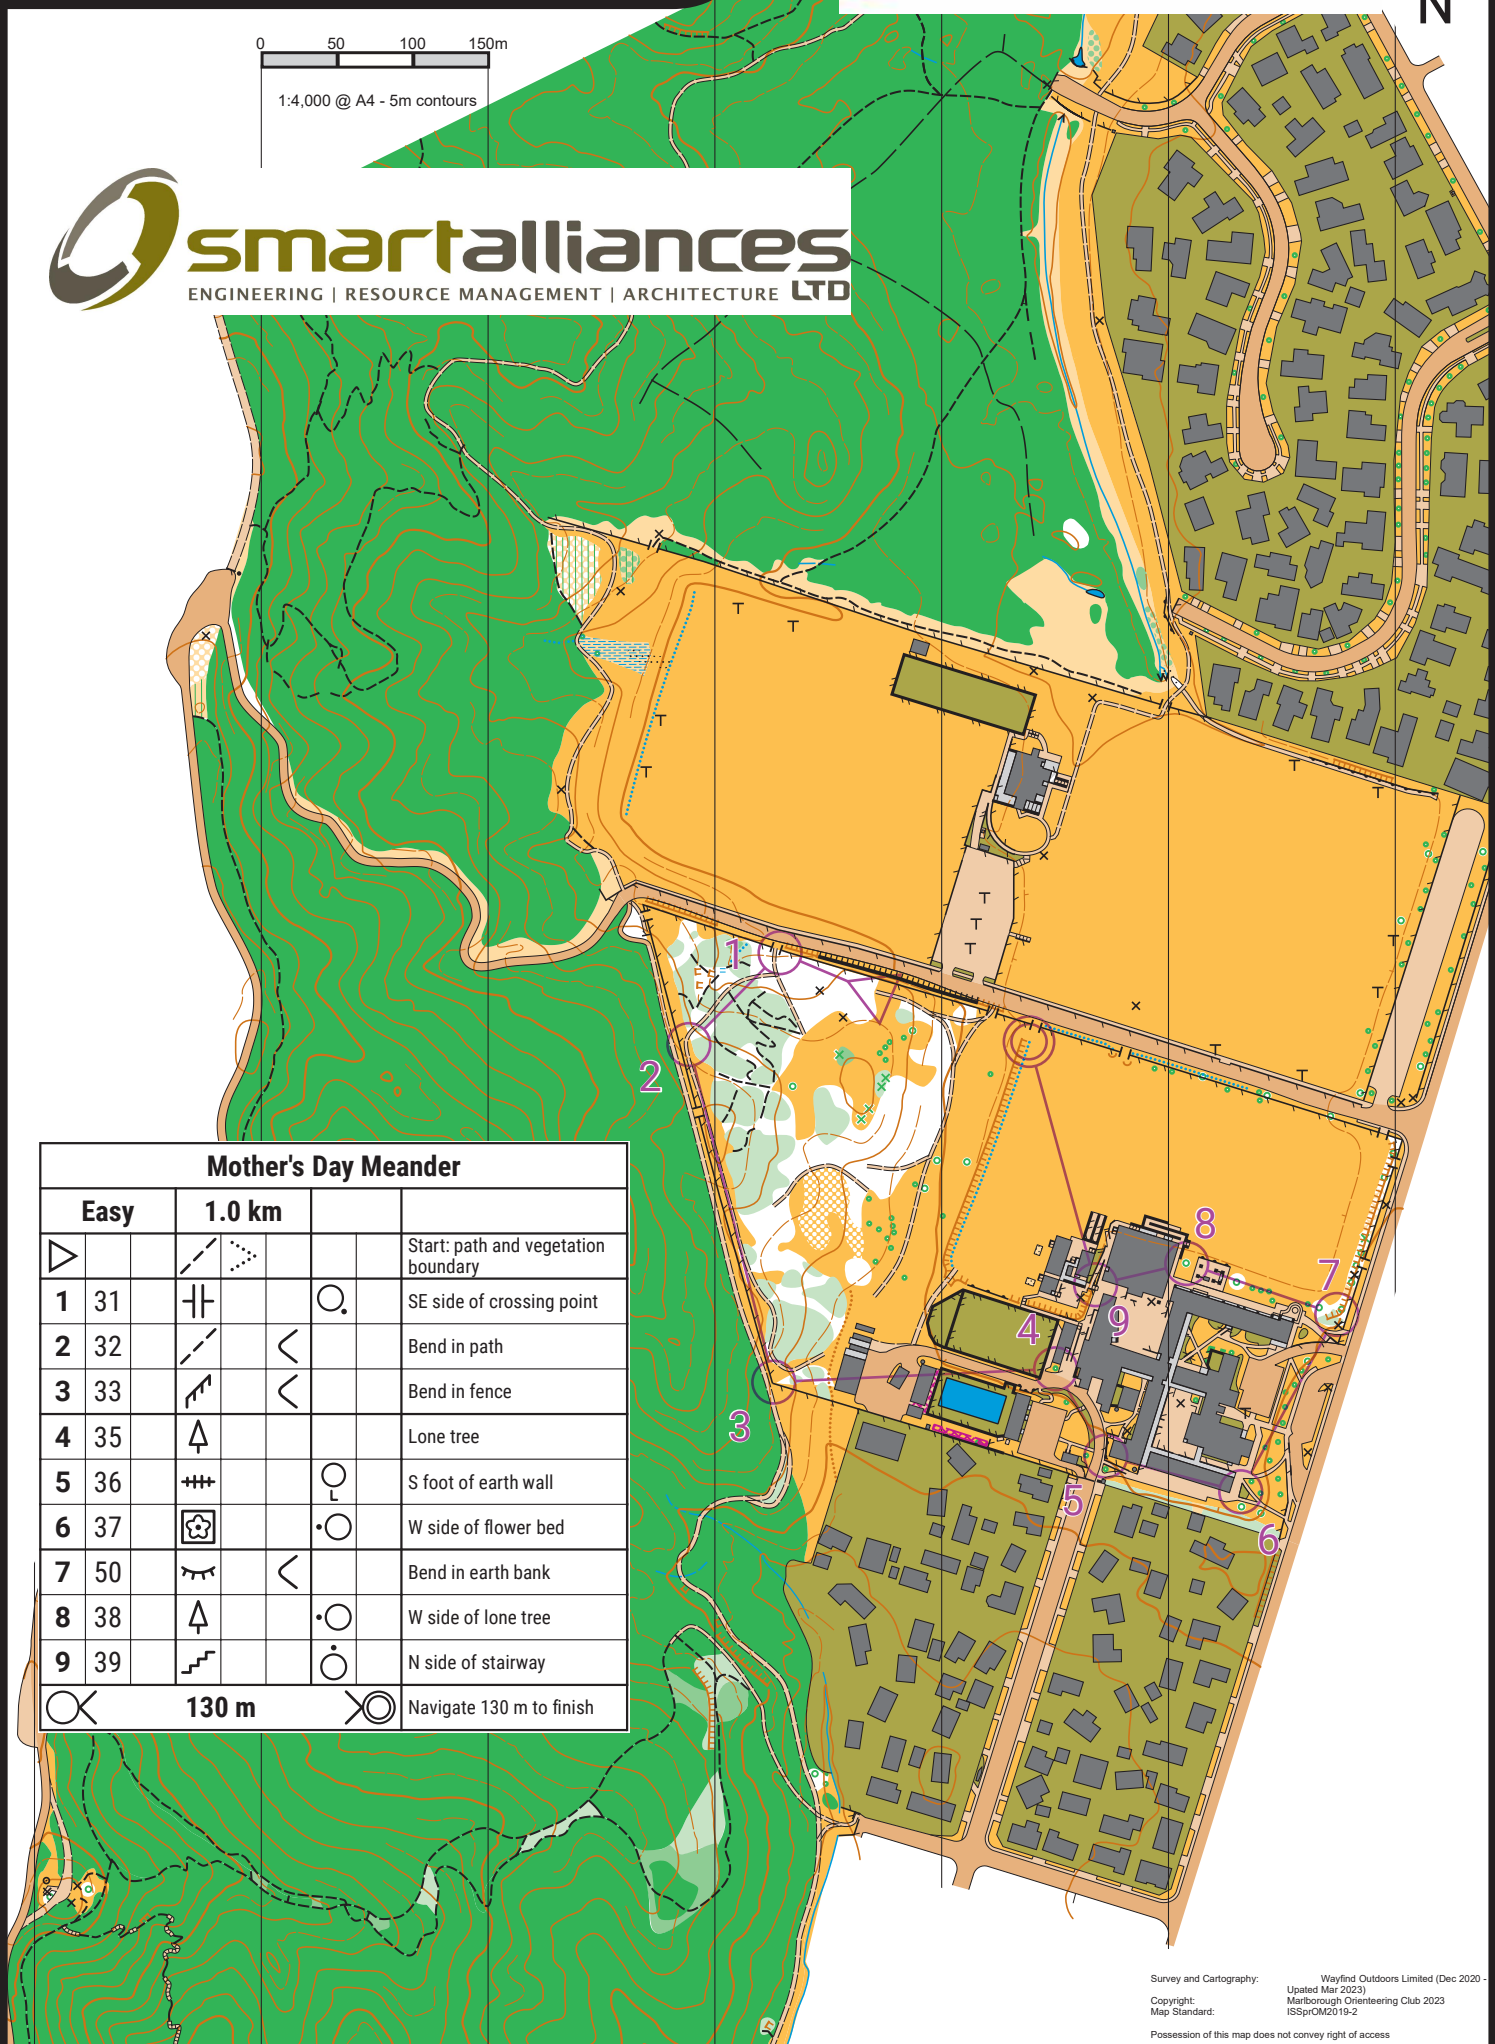 N
0 50 100 150m
1:4,000 @ A4 - 5m contours
smartalliances
ENGINEERING | RESOURCE MANAGEMENT | ARCHITECTURE LTD
1
2
3
4
5
6
7
8
9
Mother's Day Meander
Easy 1.0 km
Start: path and vegetation
boundary
1 31 SE side of crossing point
2 32 Bend in path
3 33 Bend in fence
4 35 Lone tree
5 36 S foot of earth wall
6 37 W side of flower bed
7 50 Bend in earth bank
8 38 W side of lone tree
9 39 N side of stairway
130 m Navigate 130 m to finish
Survey and Cartography: Wayfind Outdoors Limited (Dec 2020 -
Upated Mar 2023)
Copyright: Marlborough Orienteering Club 2023
Map Standard: ISSprOM2019-2
Possession of this map does not convey right of access